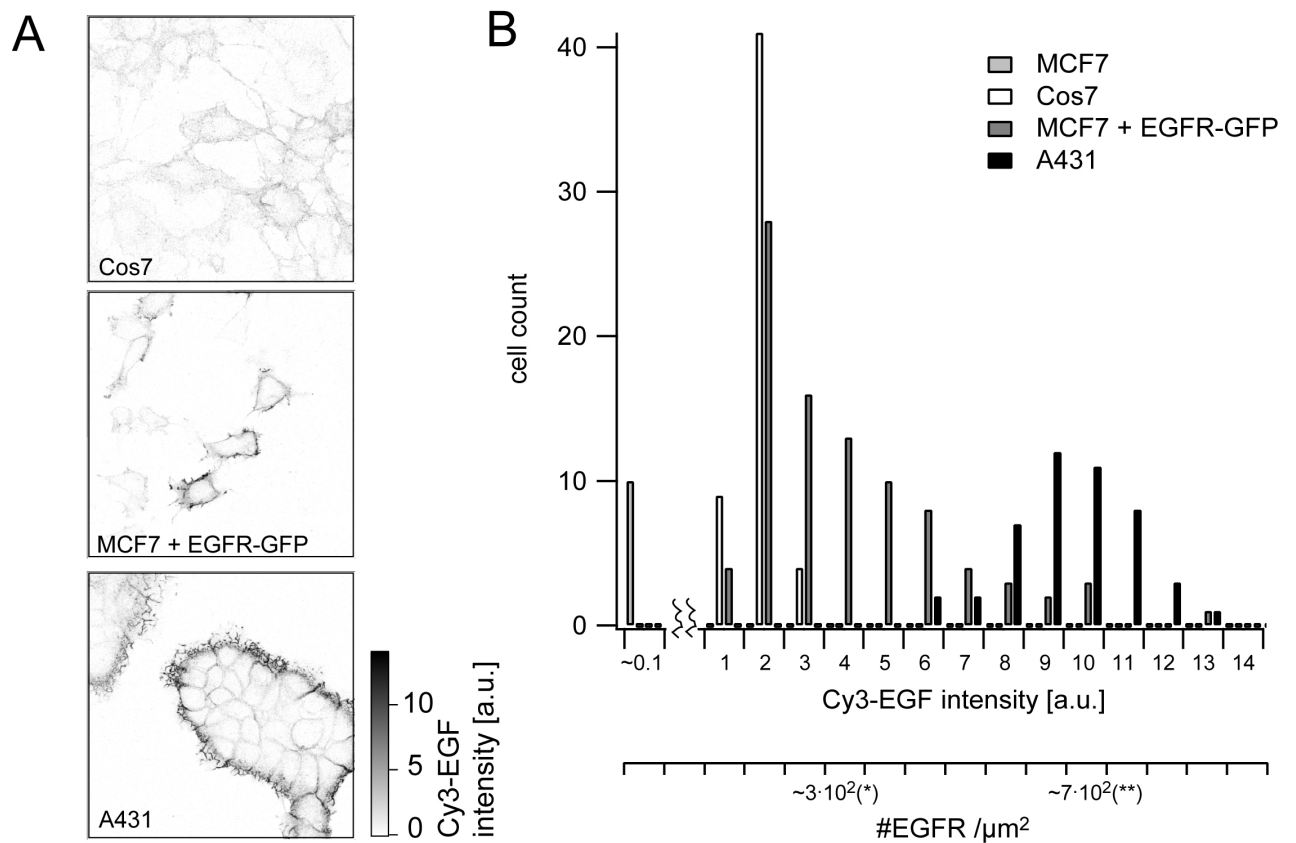 A
Cos7
MCF7 + EGFR-GFP
A431
10
5
0
Cy3-EGF
intensity [a.u.]
B
40
30
20
10
0
cell count
MCF7
Cos7
MCF7 + EGFR-GFP
A431
~0.1 1 2 3 4 5 6 7 8 9 10 11 12 13 14
Cy3-EGF intensity [a.u.]
~3·10²(*) ~7·10²(**)
#EGFR /µm²